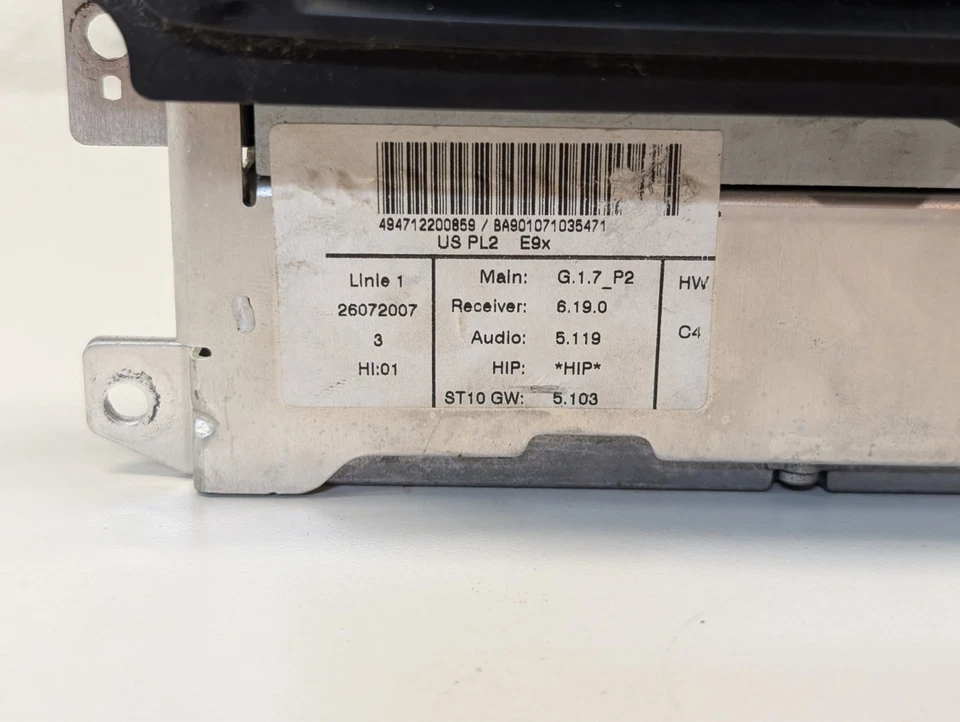 494712200859 / BA901071035471
US PL2 E9x
Linie 1
26072007
3
HI:01
Main: G.1.7_P2
Receiver: 6.19.0
Audio: 5.119
HIP: *HIP*
ST10 GW: 5.103
HW
C4